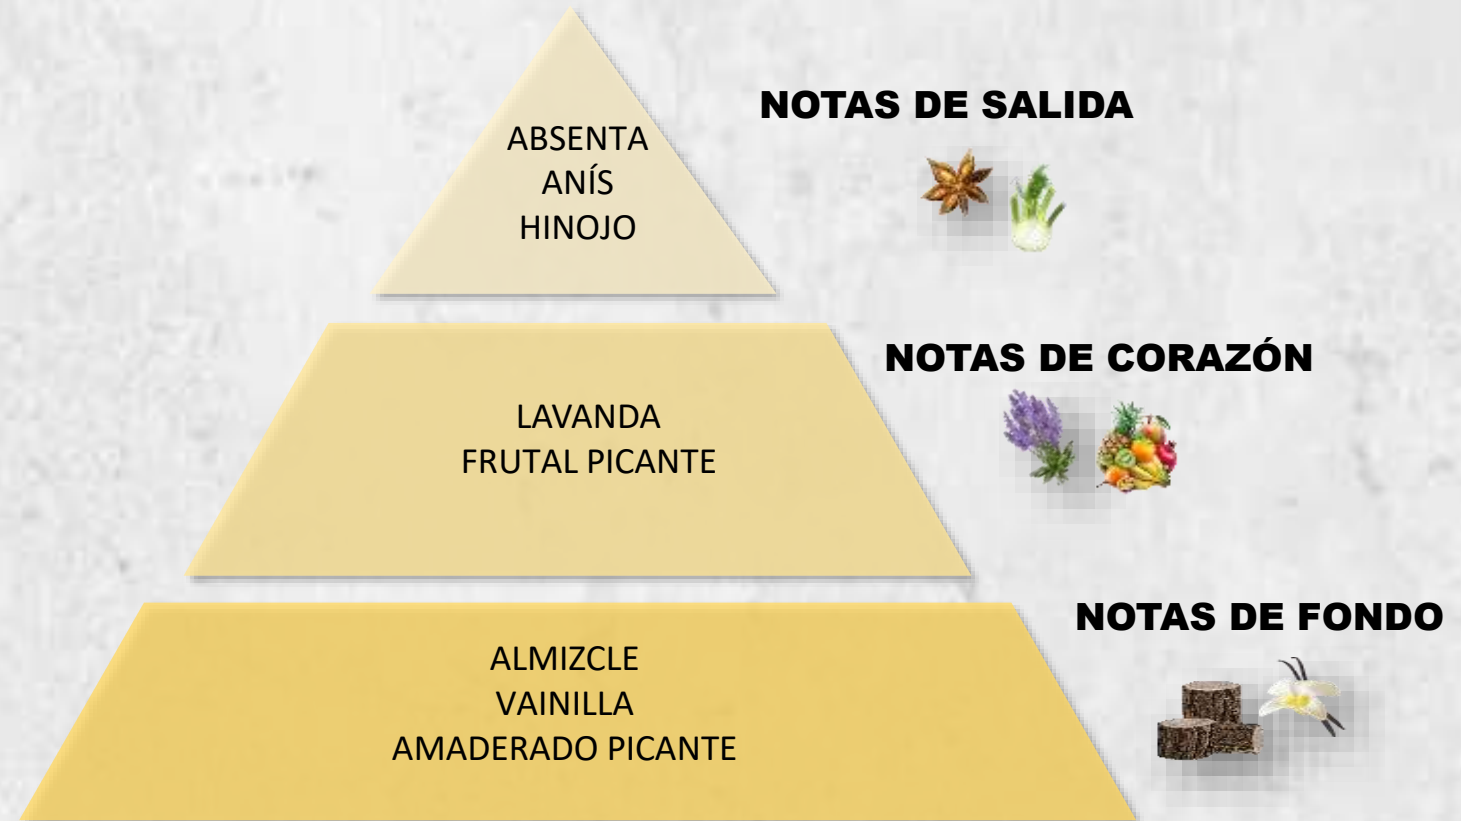 NOTAS DE SALIDA
ABSENTA
ANÍS
HINOJO
NOTAS DE CORAZÓN
LAVANDA
FRUTAL PICANTE
NOTAS DE FONDO
ALMIZCLE
VAINILLA
AMADERADO PICANTE